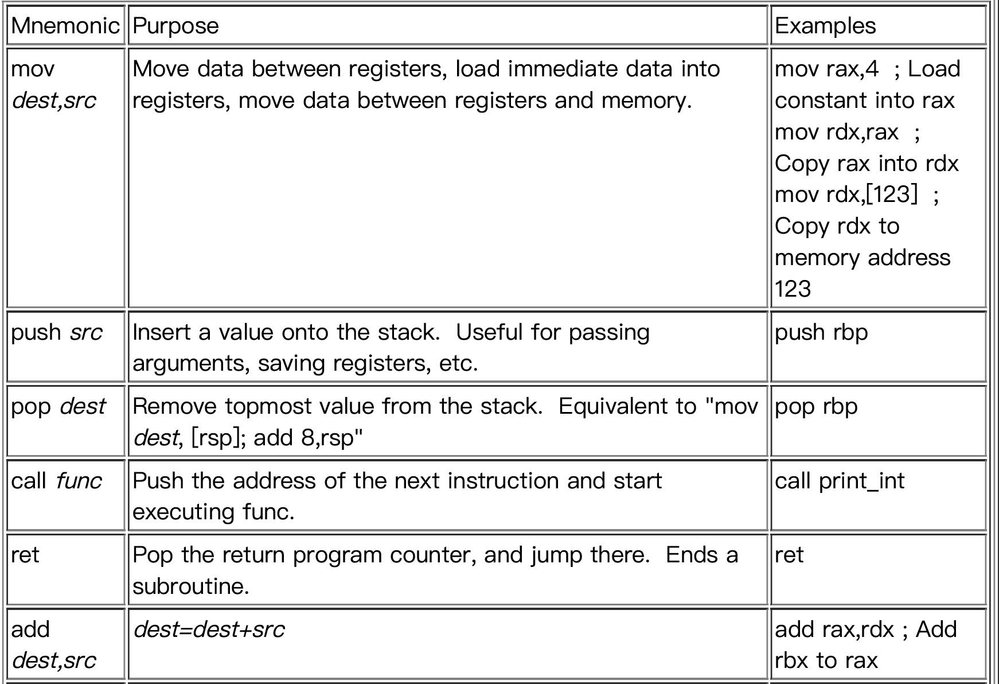 Mnemonic Purpose Examples
mov Move data between registers, load immediate data into mov rax,4  ; Load
dest,src registers, move data between registers and memory. constant into rax
mov rdx,rax  ;
Copy rax into rdx
mov rdx,[123]  ;
Copy rdx to
memory address
123
push src Insert a value onto the stack.  Useful for passing push rbp
arguments, saving registers, etc.
pop dest Remove topmost value from the stack.  Equivalent to "mov pop rbp
dest, [rsp]; add 8,rsp"
call func Push the address of the next instruction and start call print_int
executing func.
ret Pop the return program counter, and jump there.  Ends a ret
subroutine.
add dest=dest+src add rax,rdx ; Add
dest,src rbx to rax